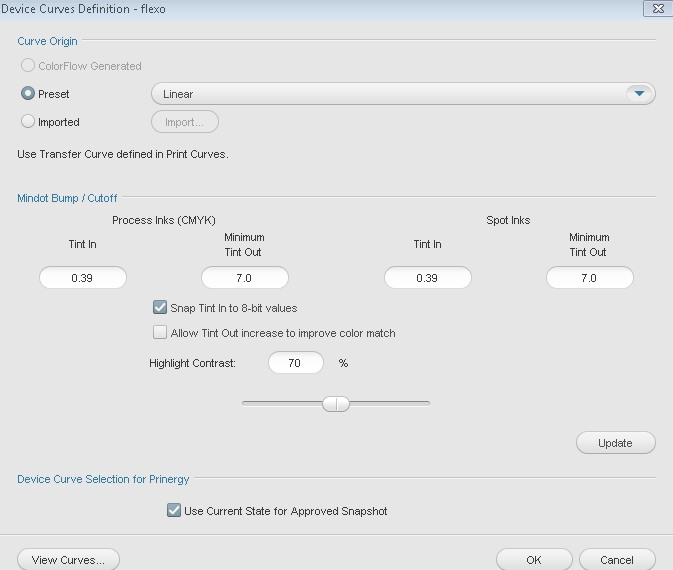 Device Curves Definition - flexo
Curve Origin
ColorFlow Generated
Preset
Linear
Imported
Import...
Use Transfer Curve defined in Print Curves.
Mindot Bump / Cutoff
Process Inks (CMYK)
Spot Inks
Tint In
Minimum
Tint Out
Tint In
Minimum
Tint Out
0.39
7.0
0.39
7.0
Snap Tint In to 8-bit values
Allow Tint Out increase to improve color match
Highlight Contrast:
70
%
Update
Device Curve Selection for Prinergy
Use Current State for Approved Snapshot
View Curves...
OK
Cancel